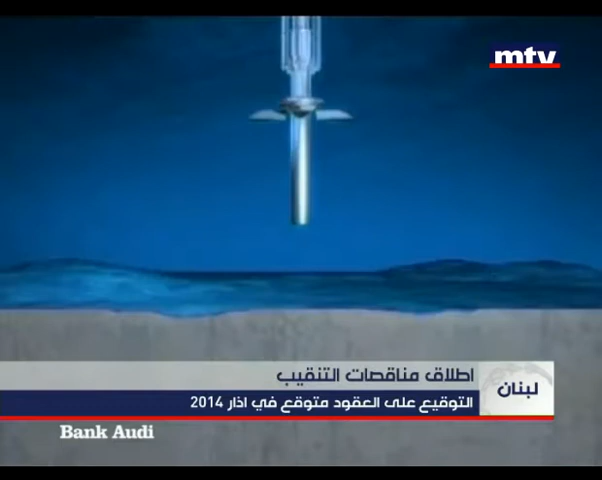 mtv
اطلاق مناقصات التنقيب
لبنان
التوقيع على العقود متوقع في اذار 2014
Bank Audi